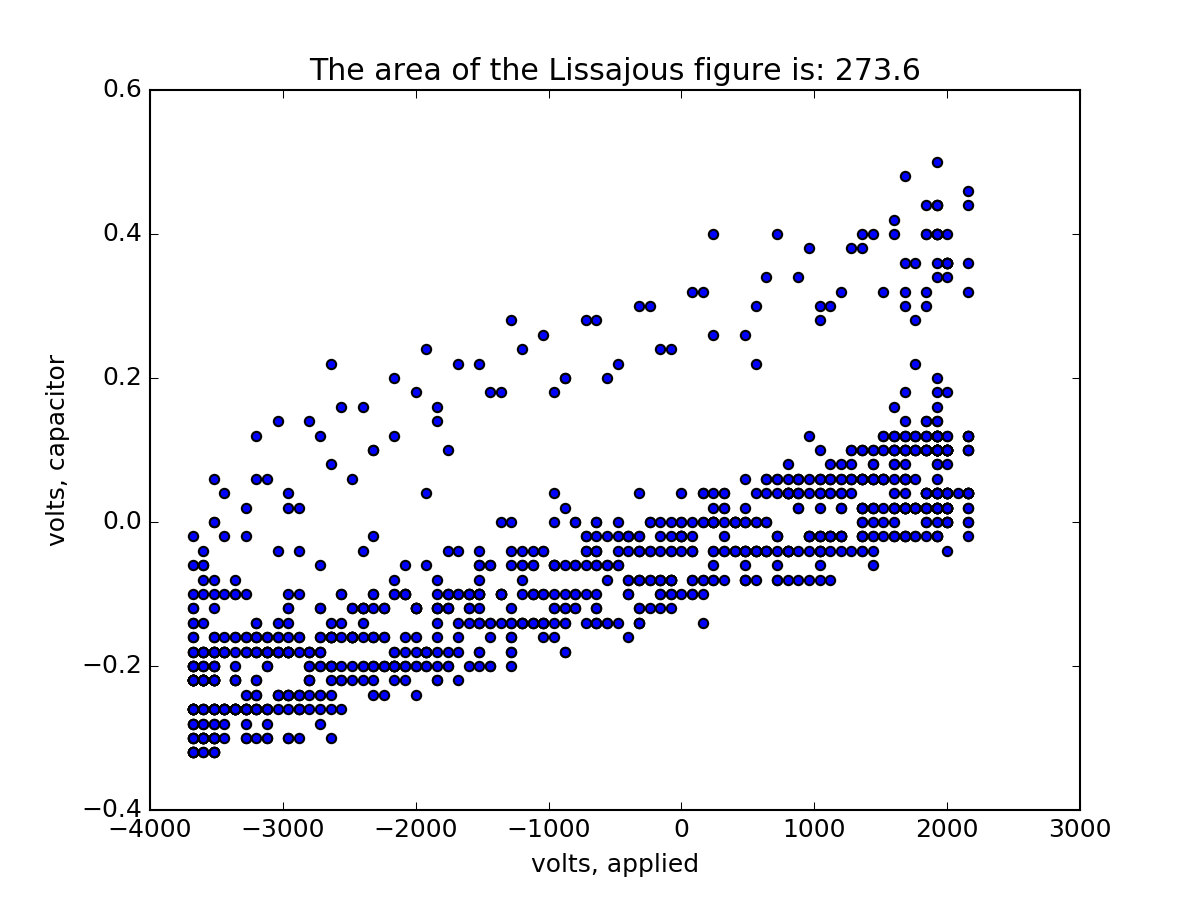 The area of the Lissajous figure is: 273.6
0.6
0.4
0.2
0.0
−0.2
−0.4
volts, capacitor
−4000 −3000 −2000 −1000 0 1000 2000 3000
volts, applied